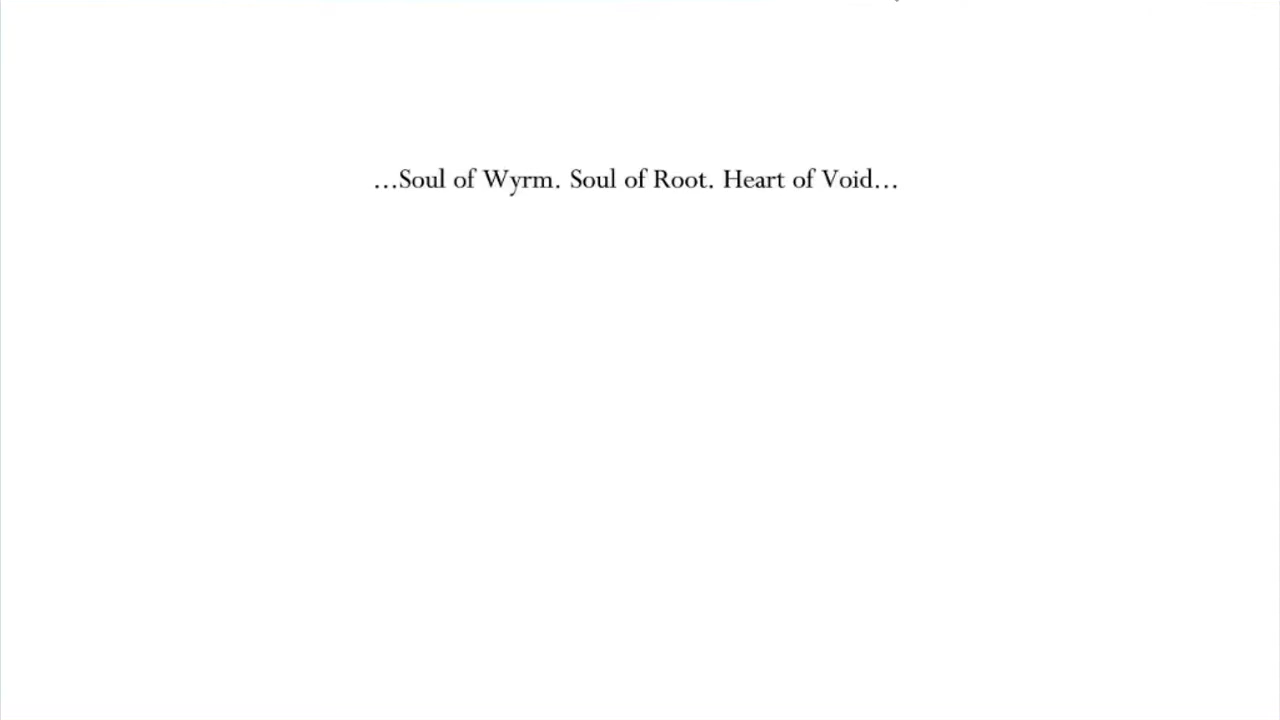 …Soul of Wyrm. Soul of Root. Heart of Void…